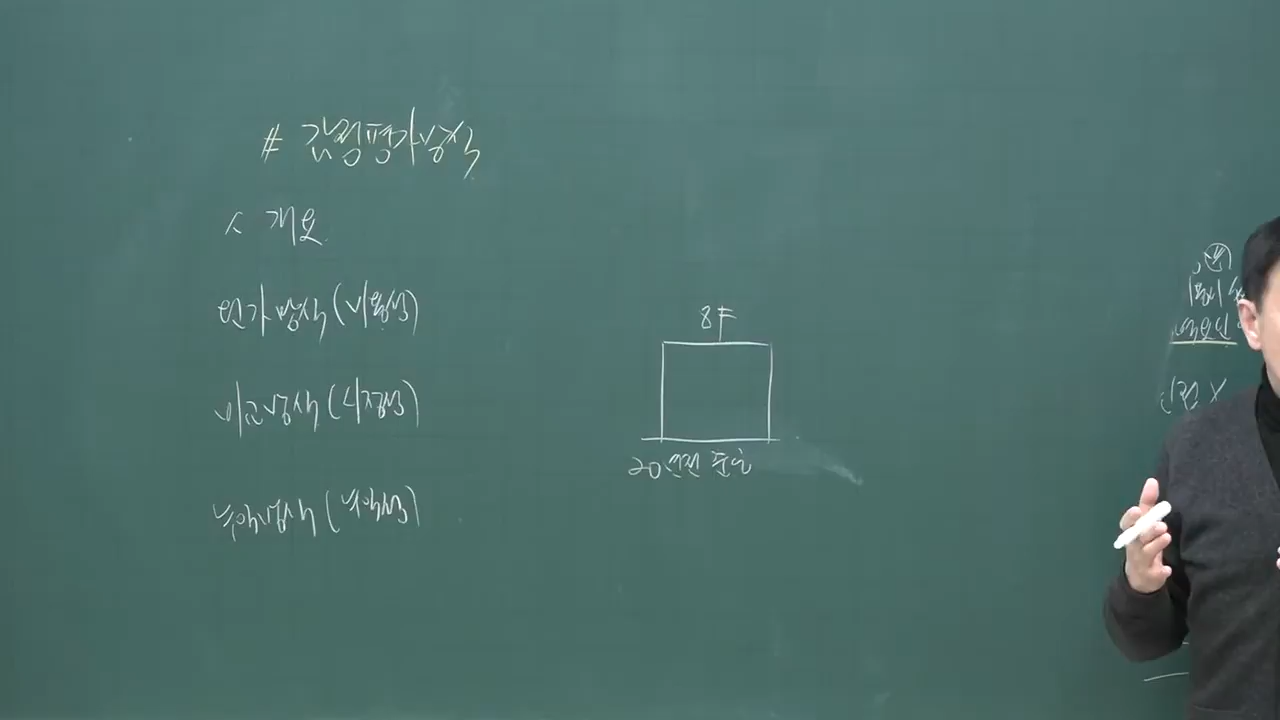 # 감정평가방식
개요
원가방식 (비용성)
비교방식 (시장성)
수익방식 (수익성)
8F
20년전 준공